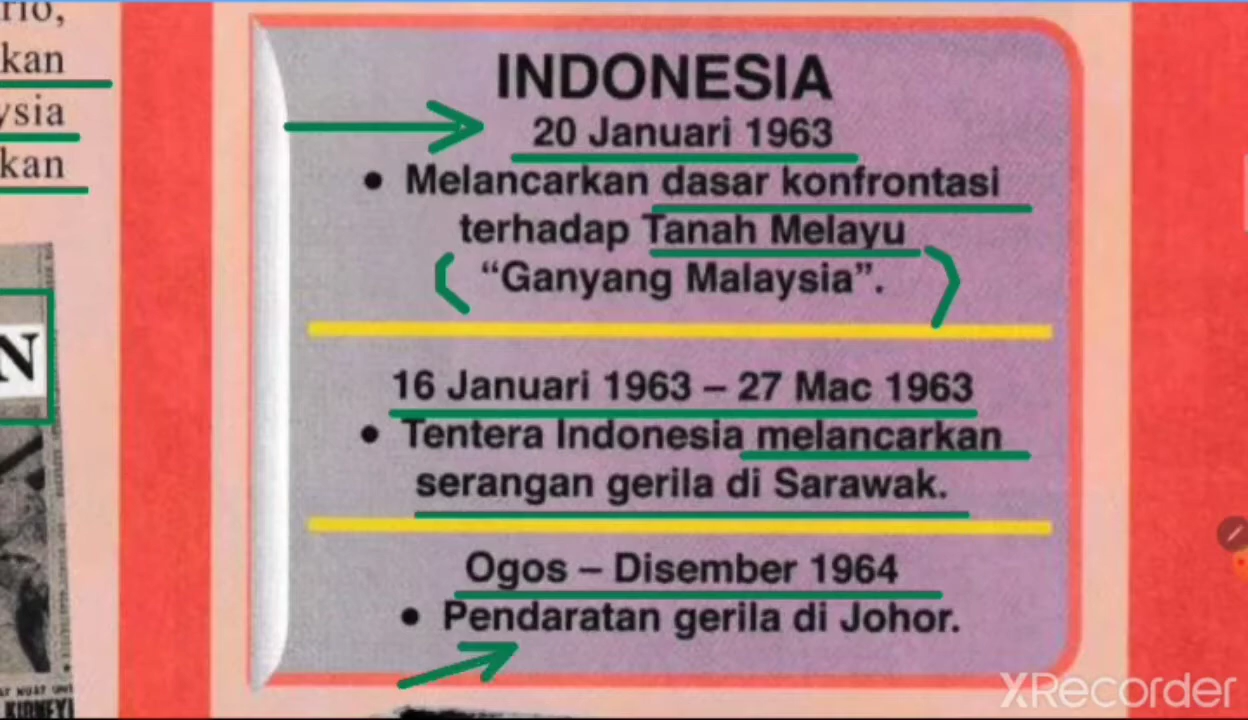 kan
ysia
kan
N
INDONESIA
20 Januari 1963
• Melancarkan dasar konfrontasi
terhadap Tanah Melayu
“Ganyang Malaysia”.
16 Januari 1963 – 27 Mac 1963
• Tentera Indonesia melancarkan
serangan gerila di Sarawak.
Ogos – Disember 1964
• Pendaratan gerila di Johor.
XRecorder